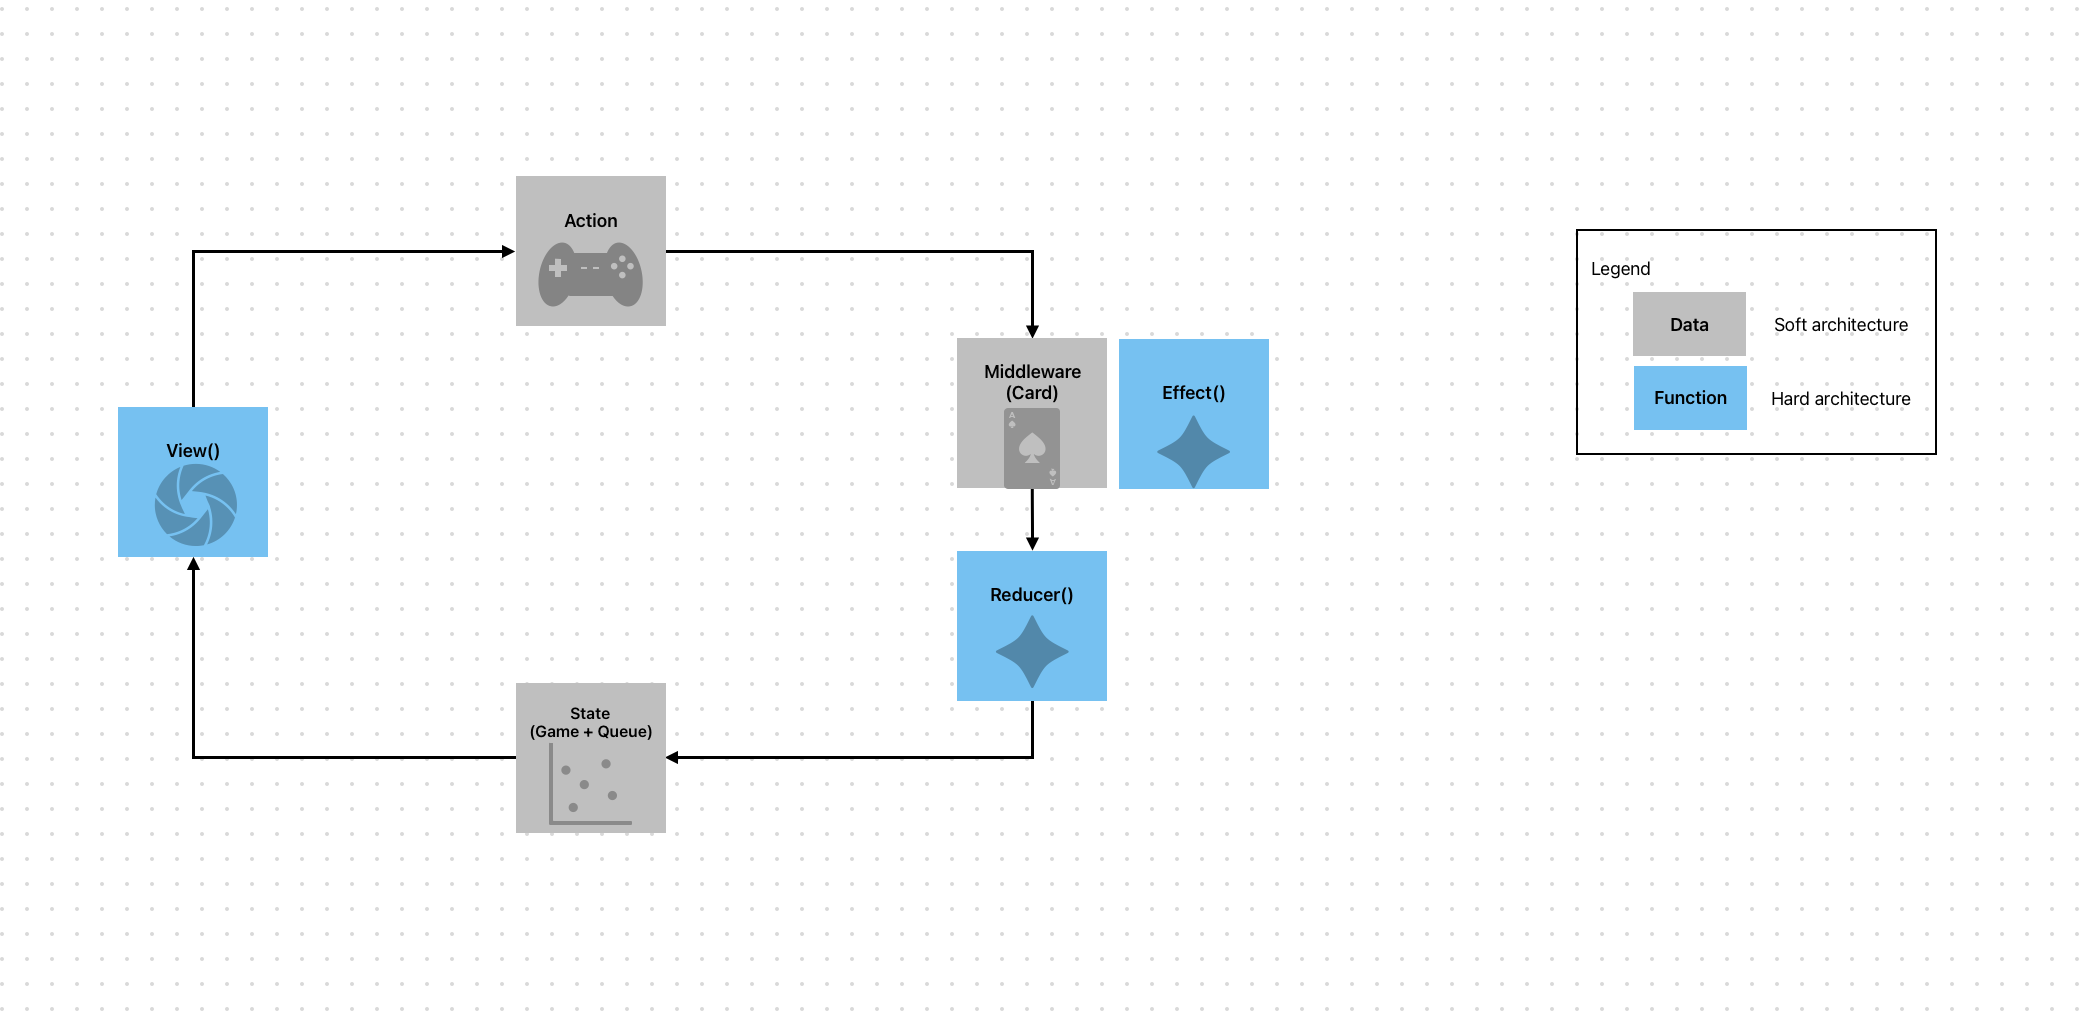 Action
Legend
Data
Soft architecture
Middleware
(Card)
A
A
Effect()
Function
Hard architecture
View()
Reducer()
State
(Game + Queue)